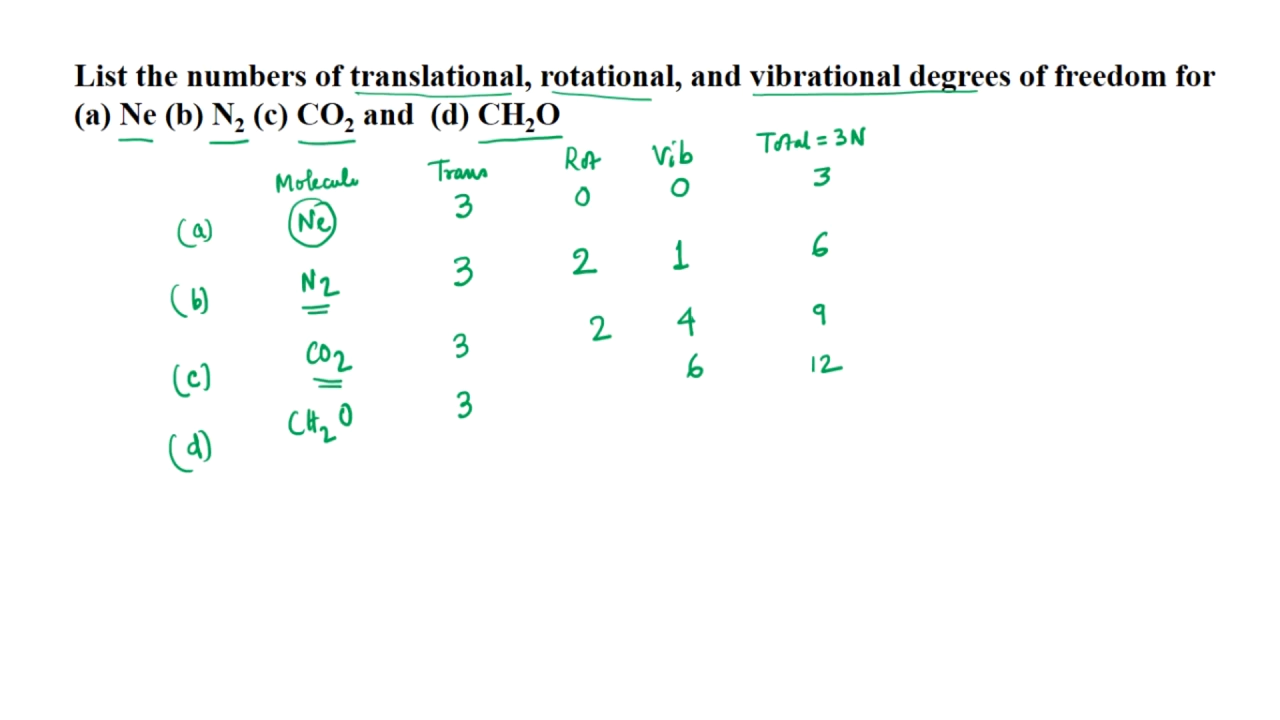 List the numbers of translational, rotational, and vibrational degrees of freedom for
(a) Ne (b) N₂ (c) CO₂ and (d) CH₂O
Molecule Trans Rot Vib Total = 3N
(a) Ne 3 0 0 3
(b) N₂ 3 2 1 6
(c) CO₂ 3 2 4 9
(d) CH₂O 3 6 12